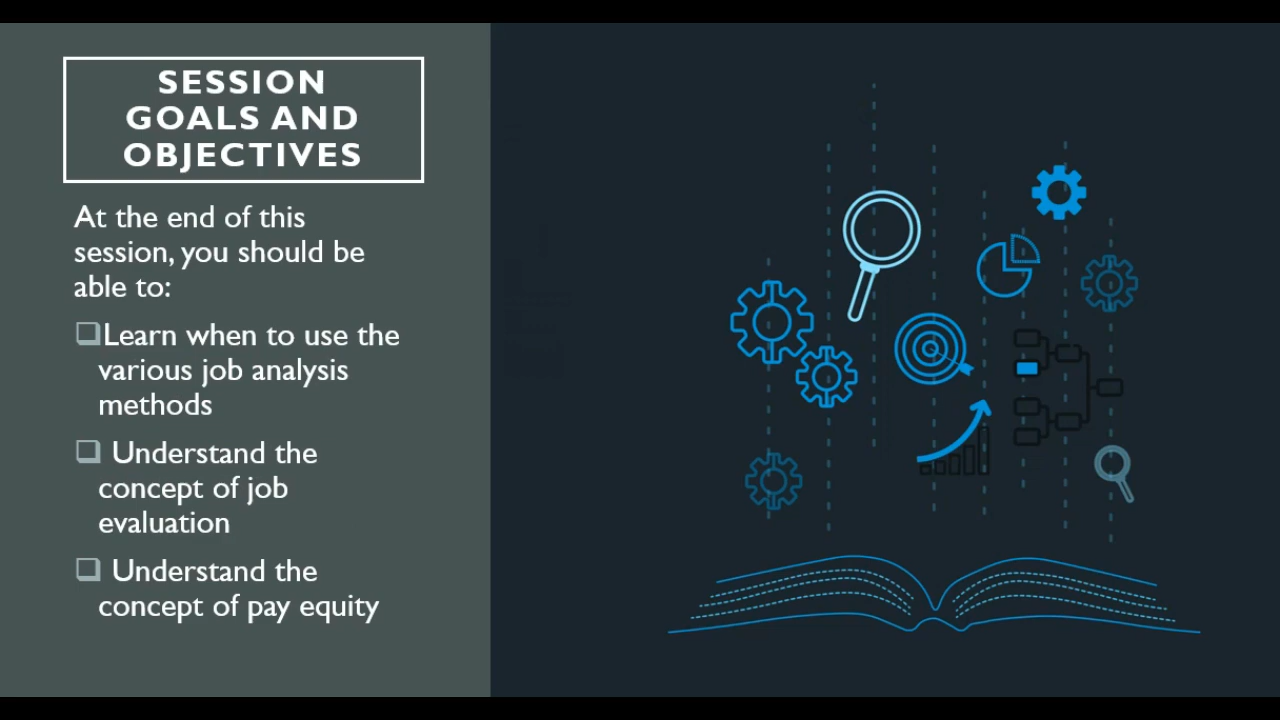 SESSION
GOALS AND
OBJECTIVES
At the end of this
session, you should be
able to:
❑Learn when to use the
various job analysis
methods
❑ Understand the
concept of job
evaluation
❑ Understand the
concept of pay equity